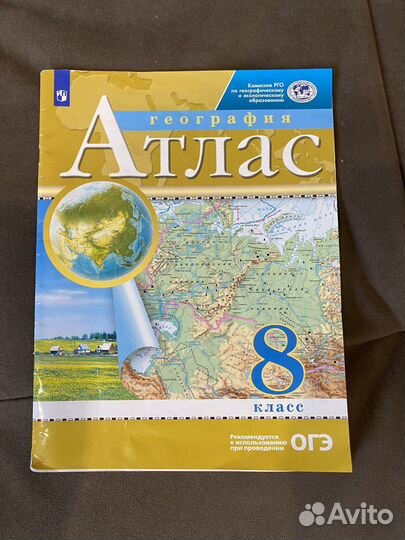 Комиссия РГО
по географическому
и экологическому
образованию
география
Атлас
8
класс
Рекомендуется
к использованию
при проведении
ОГЭ
Avito